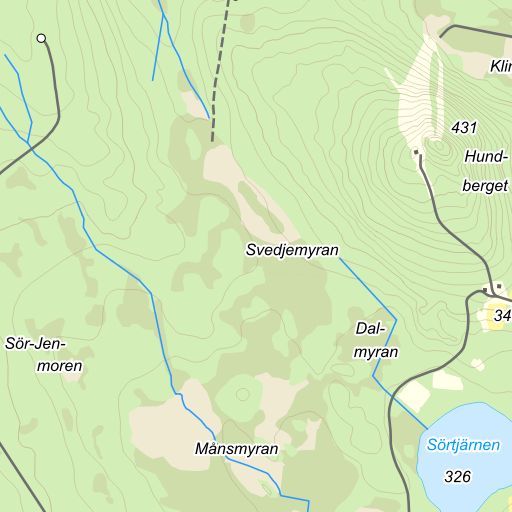 Klin
431
Hund-
berget
Svedjemyran
34
Dal-
myran
Sör-Jen-
moren
Månsmyran
Sörtjärnen
326